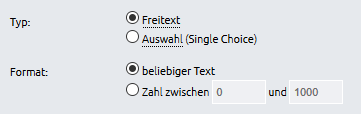 Typ: Freitext
Auswahl (Single Choice)
Format: beliebiger Text
Zahl zwischen 0 und 1000